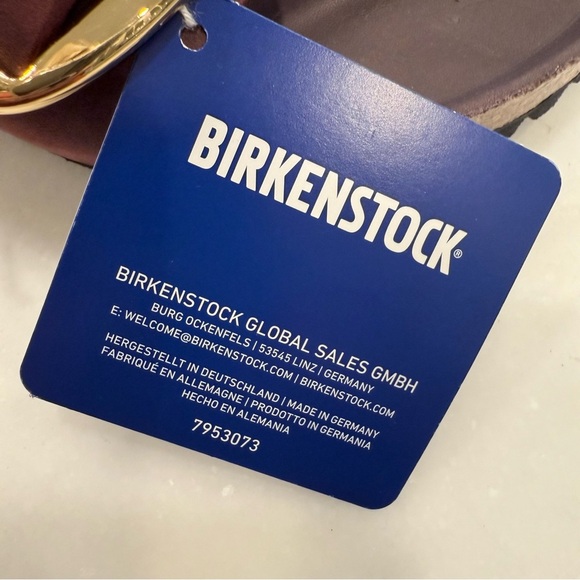 BIRKENSTOCK®
BIRKENSTOCK GLOBAL SALES GMBH
BURG OCKENFELS | 53545 LINZ | GERMANY
E: WELCOME@BIRKENSTOCK.COM | BIRKENSTOCK.COM
HERGESTELLT IN DEUTSCHLAND | MADE IN GERMANY
FABRIQUÉ EN ALLEMAGNE | PRODOTTO IN GERMANIA
HECHO EN ALEMANIA
7953073